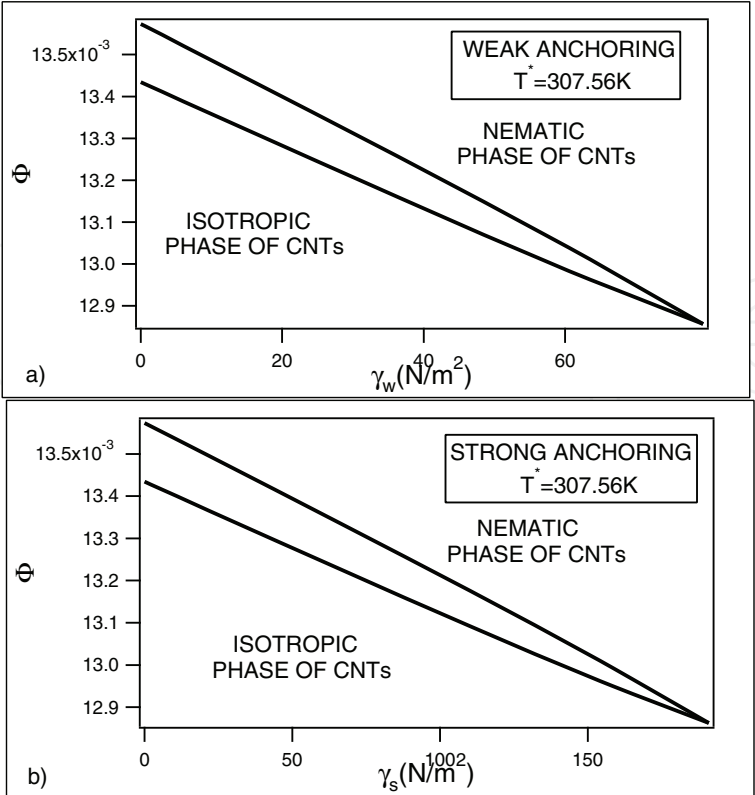 13.5x10⁻³
13.4
13.3
13.2
13.1
13.0
12.9
Φ
WEAK ANCHORING
T*=307.56K
NEMATIC
PHASE OF CNTs
ISOTROPIC
PHASE OF CNTs
0 20 40 60
γw(N/m²)
a)
13.5x10⁻³
13.4
13.3
13.2
13.1
13.0
12.9
Φ
STRONG ANCHORING
T*=307.56K
NEMATIC
PHASE OF CNTs
ISOTROPIC
PHASE OF CNTs
0 50 100 150
γs(N/m²)
b)